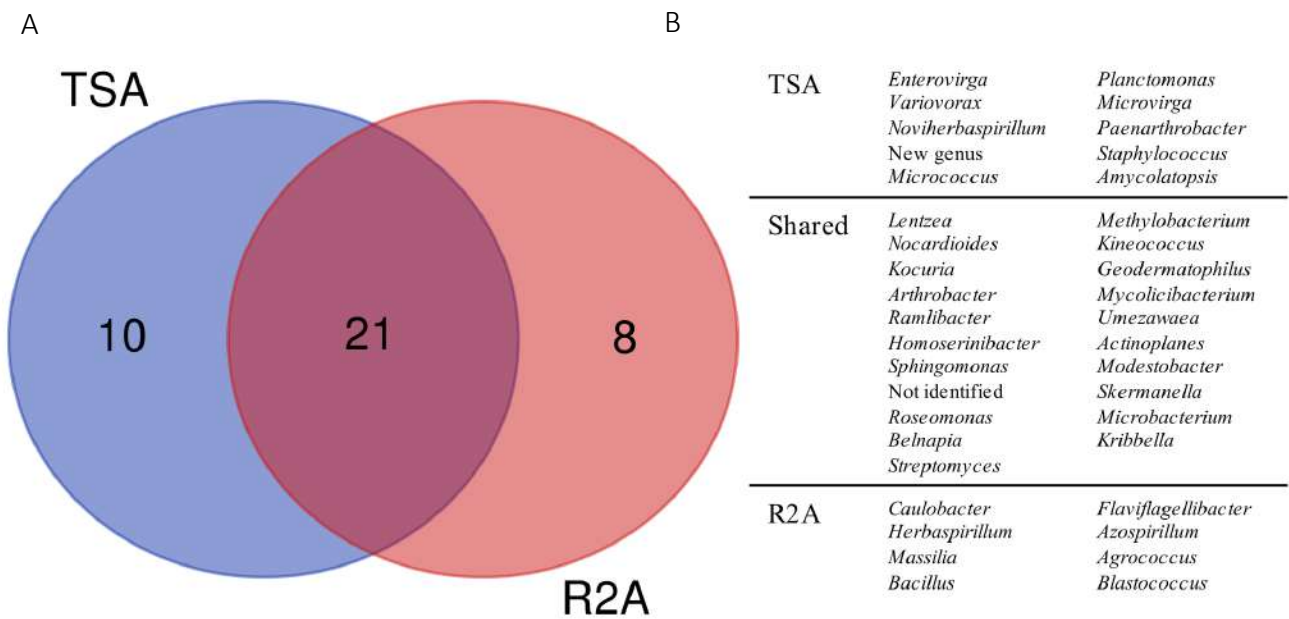 A
B
TSA
R2A
10
21
8
TSA
Enterovirga Planctomonas
Variovorax Microvirga
Noviherbaspirillum Paenarthrobacter
New genus Staphylococcus
Micrococcus Amycolatopsis
Shared
Lentzea Methylobacterium
Nocardioides Kineococcus
Kocuria Geodermatophilus
Arthrobacter Mycolicibacterium
Ramlibacter Umezawaea
Homoserinibacter Actinoplanes
Sphingomonas Modestobacter
Not identified Skermanella
Roseomonas Microbacterium
Belnapia Kribbella
Streptomyces
R2A
Caulobacter Flaviflagellibacter
Herbaspirillum Azospirillum
Massilia Agrococcus
Bacillus Blastococcus